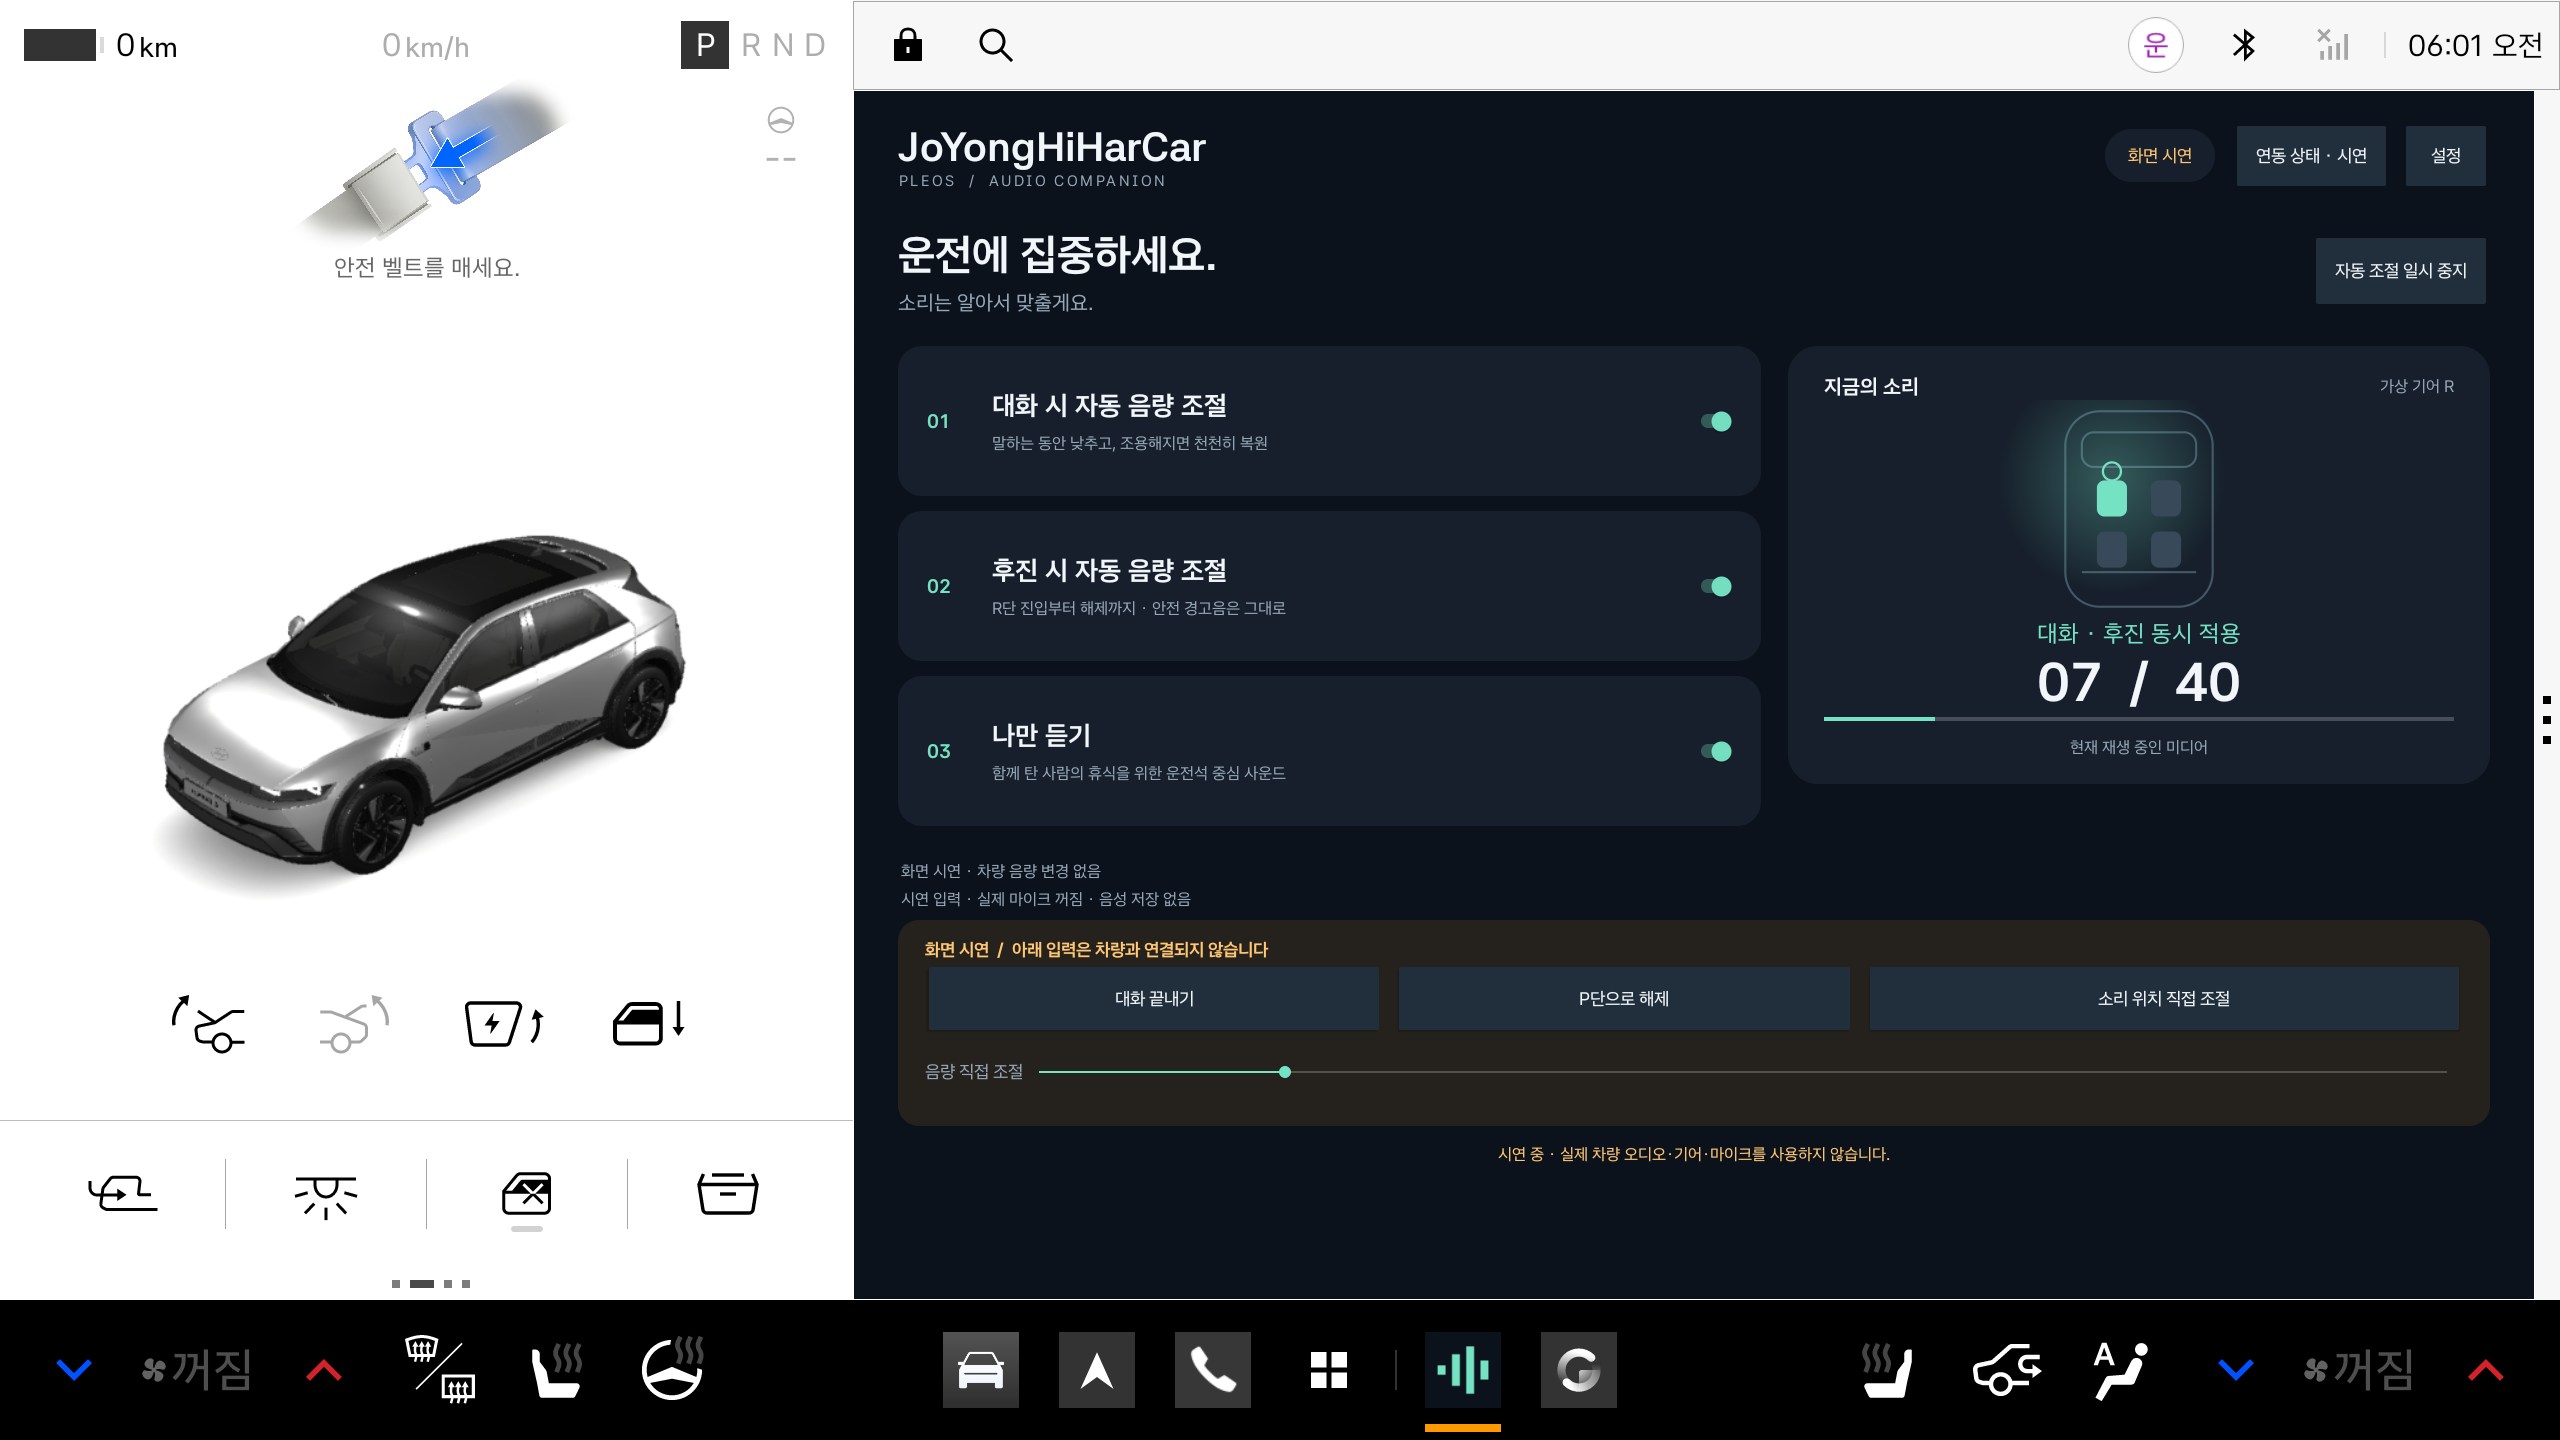 0 km
0 km/h
P R N D
안전 벨트를 매세요.
운
06:01 오전
JoYongHiHarCar
PLEOS / AUDIO COMPANION
화면 시연
연동 상태 · 시연
설정
운전에 집중하세요.
소리는 알아서 맞출게요.
자동 조절 일시 중지
01
대화 시 자동 음량 조절
말하는 동안 낮추고, 조용해지면 천천히 복원
02
후진 시 자동 음량 조절
R단 진입부터 해제까지 · 안전 경고음은 그대로
03
나만 듣기
함께 탄 사람의 휴식을 위한 운전석 중심 사운드
지금의 소리
가상 기어 R
대화 · 후진 동시 적용
07 / 40
현재 재생 중인 미디어
화면 시연 · 차량 음량 변경 없음
시연 입력 · 실제 마이크 꺼짐 · 음성 저장 없음
화면 시연 / 아래 입력은 차량과 연결되지 않습니다
대화 끝내기
P단으로 해제
소리 위치 직접 조절
음량 직접 조절
시연 중 · 실제 차량 오디오·기어·마이크를 사용하지 않습니다.
꺼짐
A
꺼짐